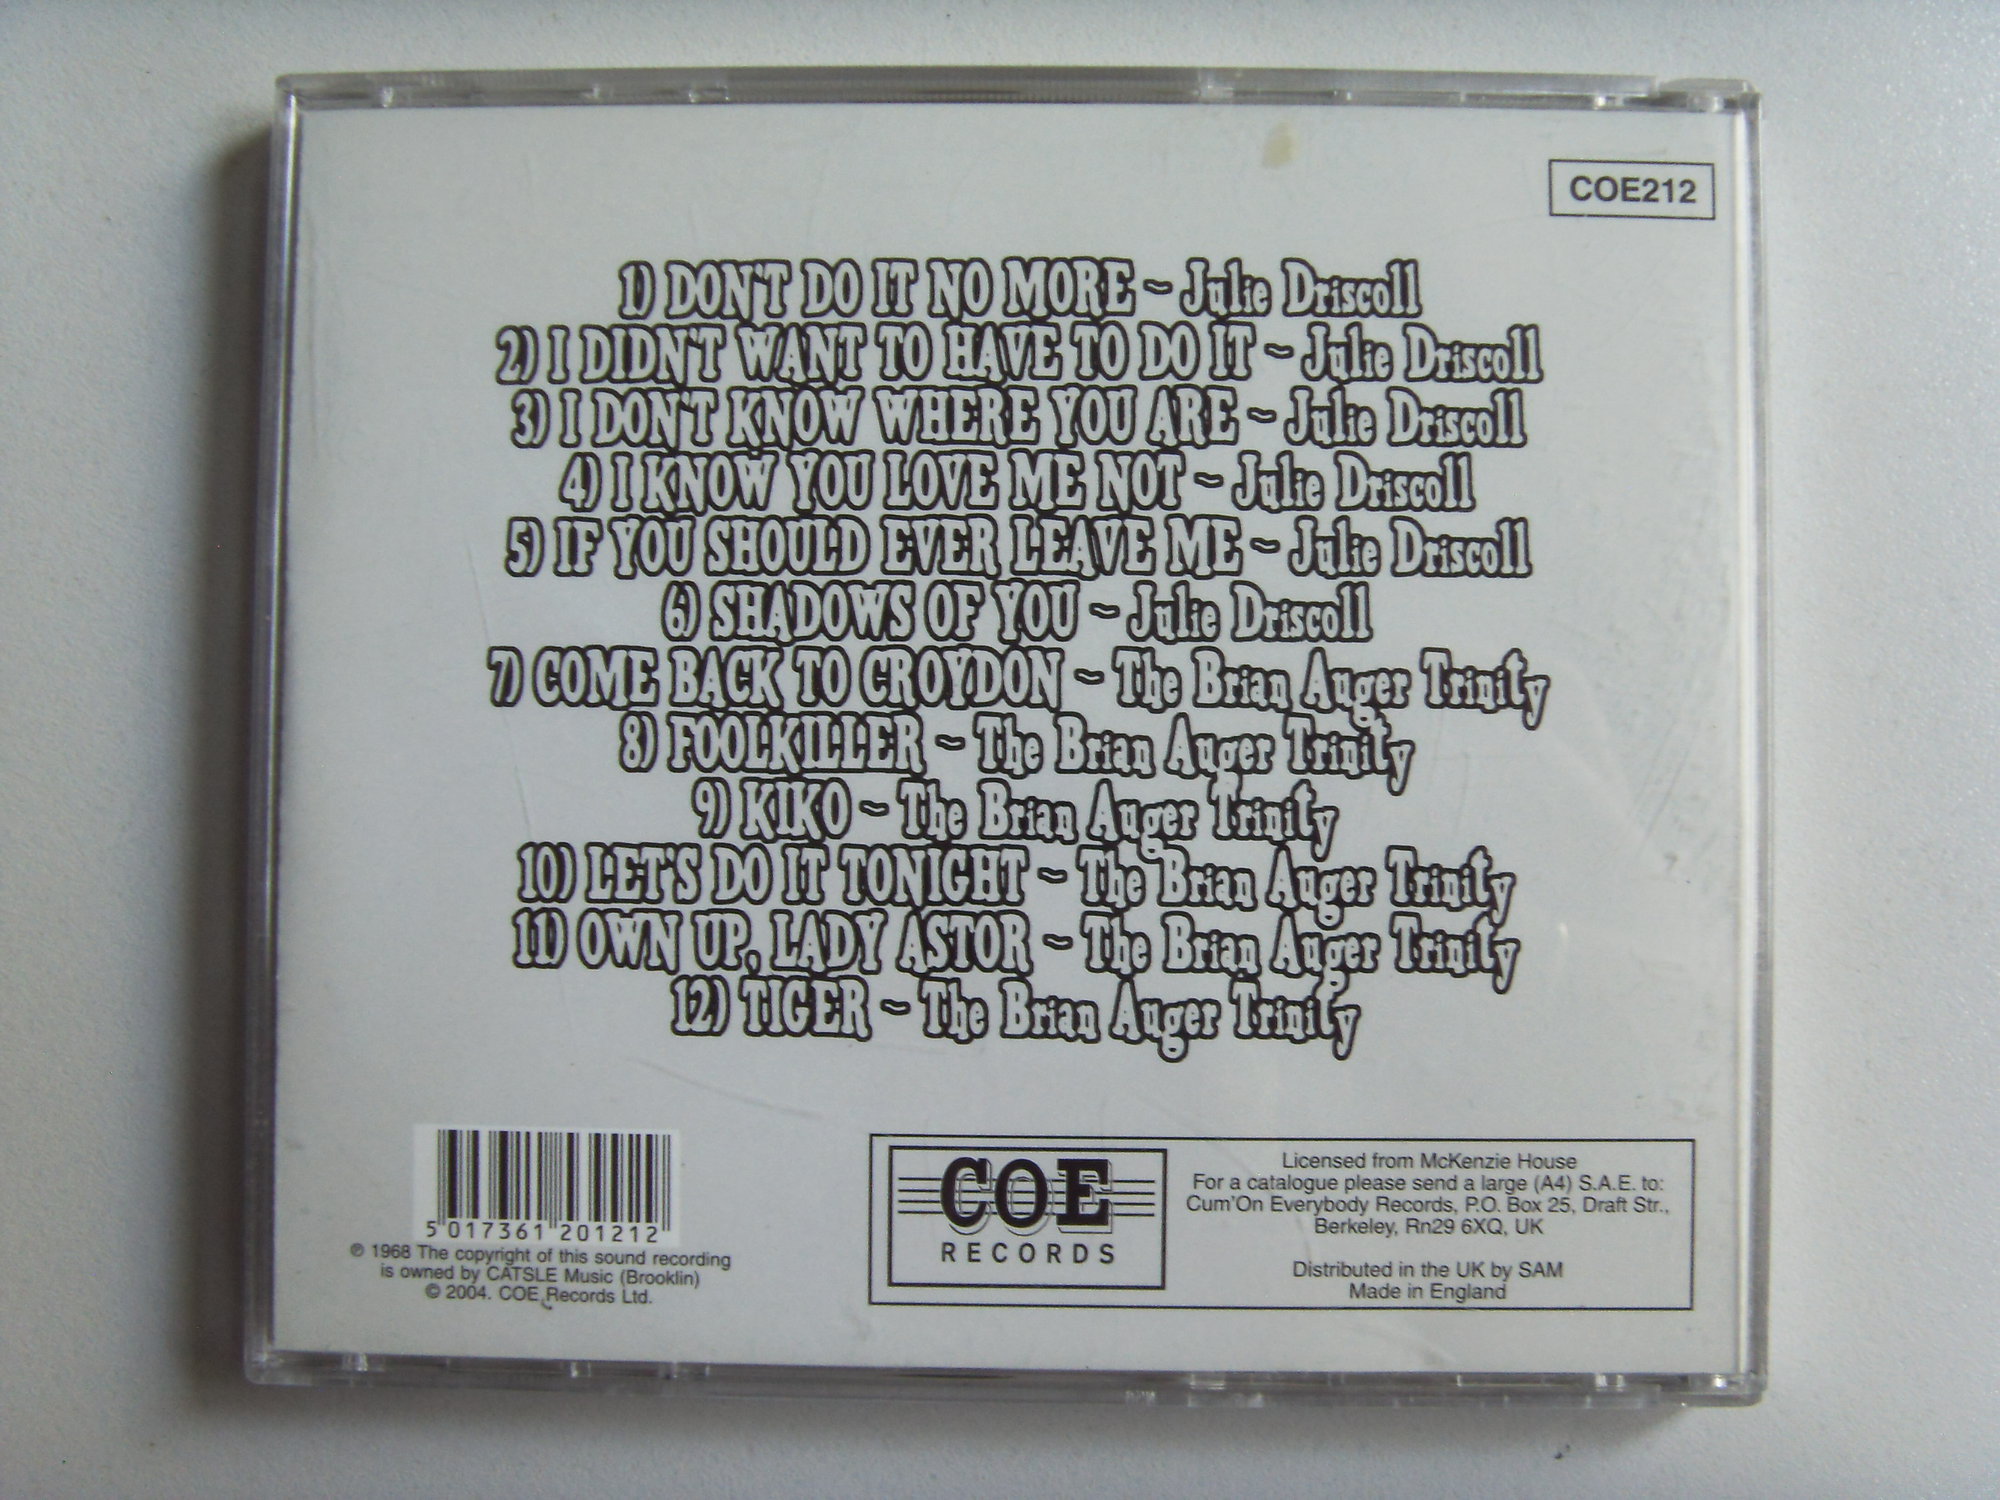 COE212
1) DON'T DO IT NO MORE ~ Julie Driscoll
2) I DIDN'T WANT TO HAVE TO DO IT ~ Julie Driscoll
3) I DON'T KNOW WHERE YOU ARE ~ Julie Driscoll
4) I KNOW YOU LOVE ME NOT ~ Julie Driscoll
5) IF YOU SHOULD EVER LEAVE ME ~ Julie Driscoll
6) SHADOWS OF YOU ~ Julie Driscoll
7) COME BACK TO CROYDON ~ The Brian Auger Trinity
8) FOOLKILLER ~ The Brian Auger Trinity
9) KIKO ~ The Brian Auger Trinity
10) LET'S DO IT TONIGHT ~ The Brian Auger Trinity
11) OWN UP, LADY ASTOR ~ The Brian Auger Trinity
12) TIGER ~ The Brian Auger Trinity
5 017361 201212
℗ 1968 The copyright of this sound recording
is owned by CATSLE Music (Brooklin)
© 2004. COE Records Ltd.
COE
RECORDS
Licensed from McKenzie House
For a catalogue please send a large (A4) S.A.E. to:
Cum'On Everybody Records, P.O. Box 25, Draft Str.,
Berkeley, Rn29 6XQ, UK
Distributed in the UK by SAM
Made in England